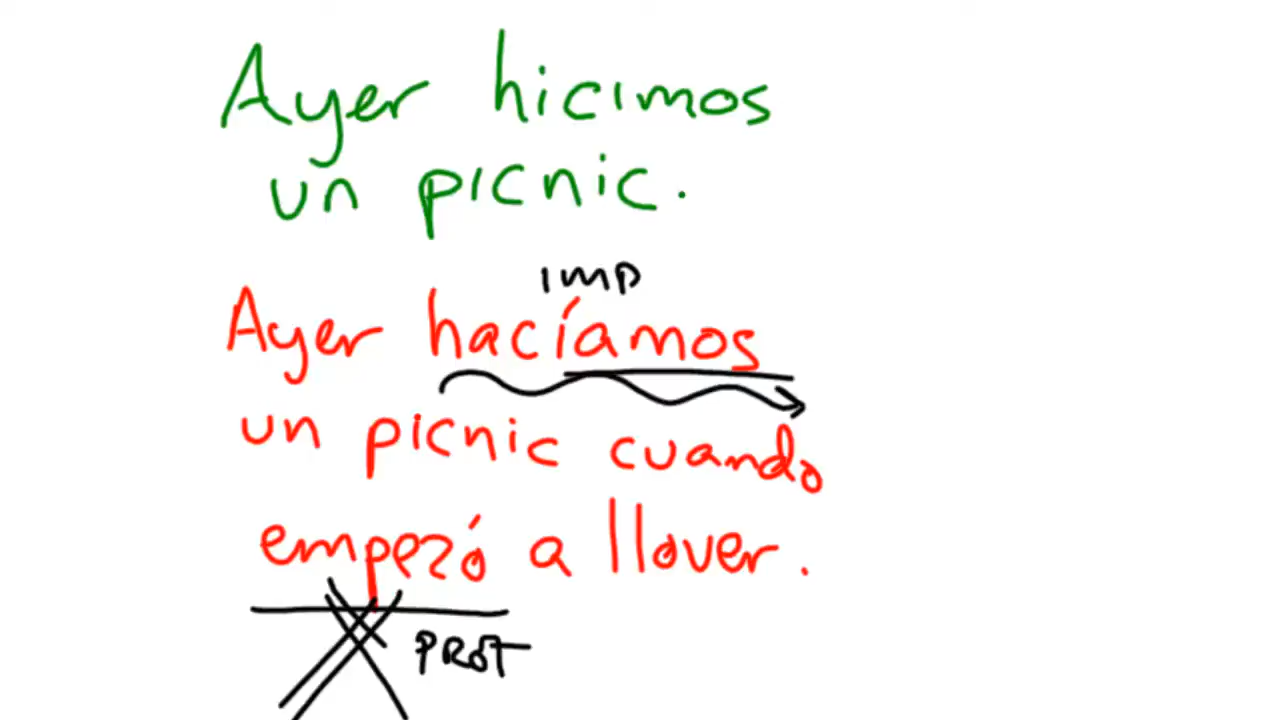 Ayer hicimos
un picnic.
IMP
Ayer hacíamos
un picnic cuando
empezó a llover.
PRET